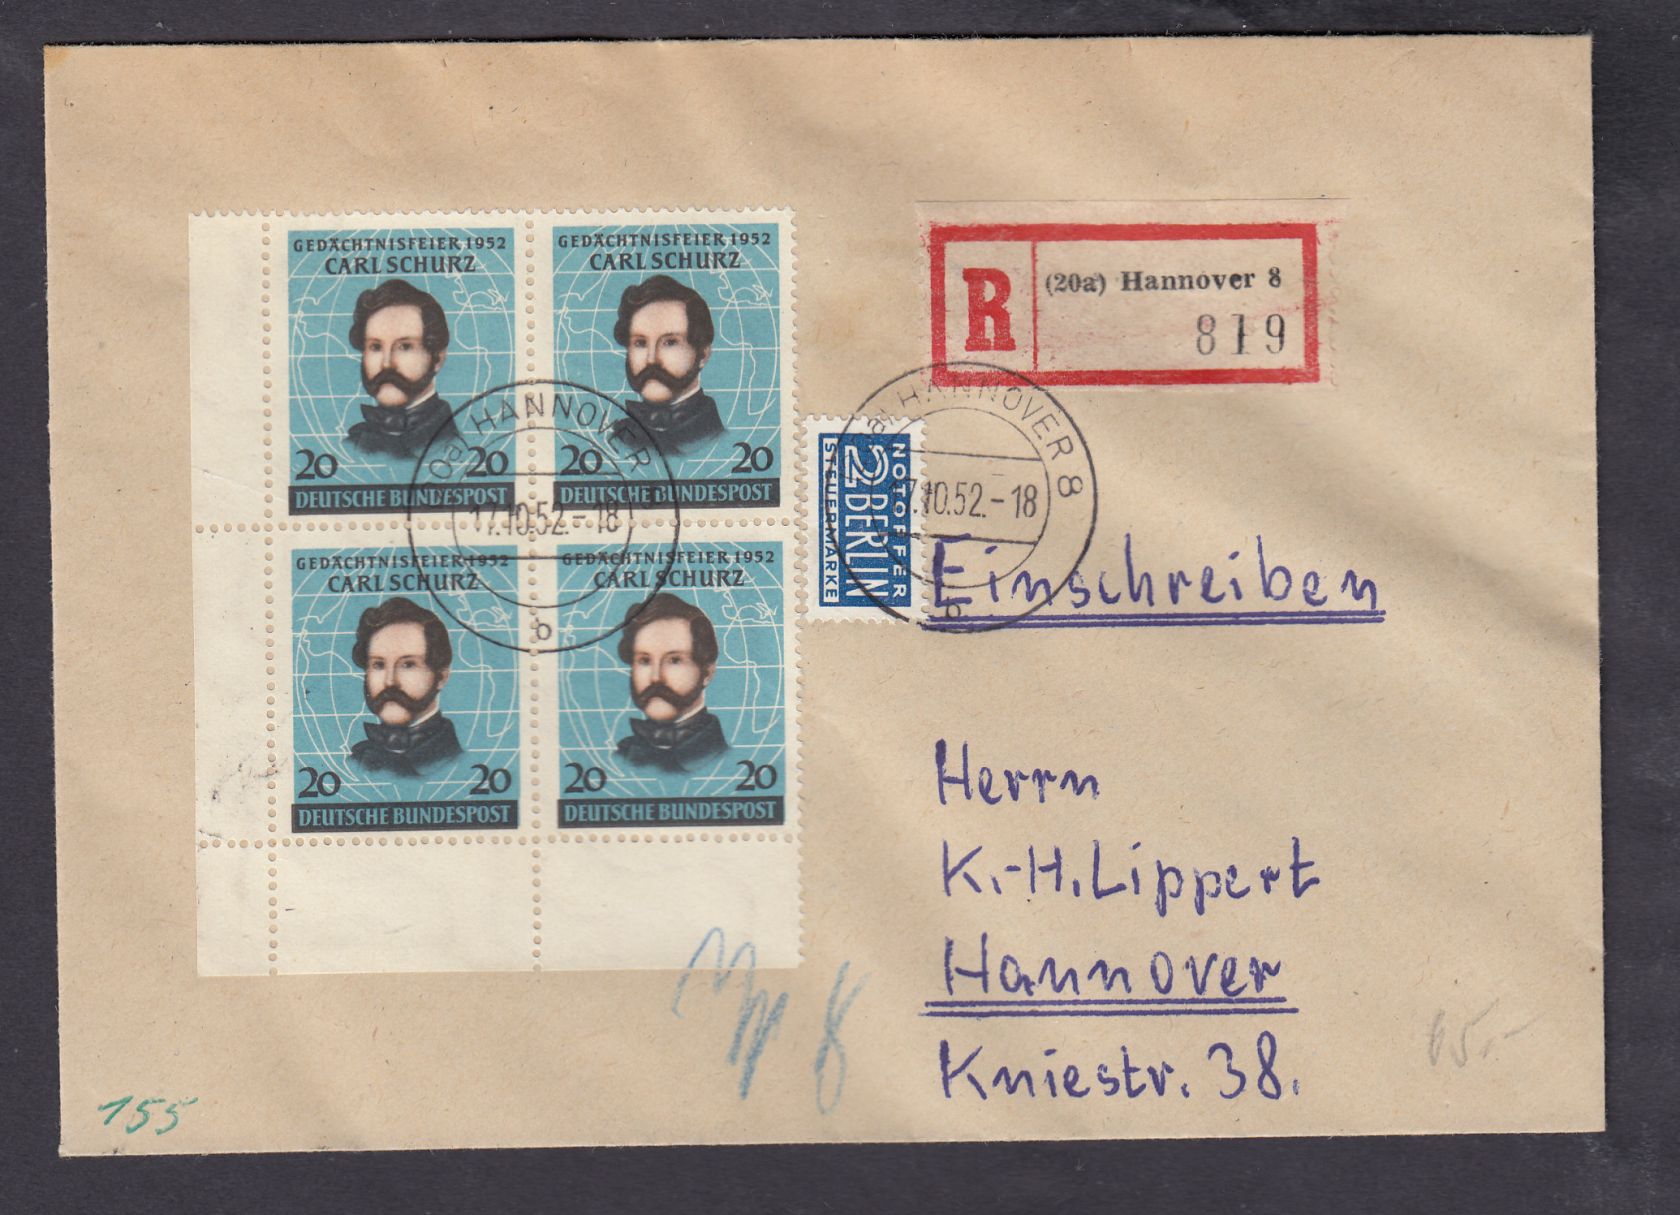 GEDÄCHTNISFEIER 1952
CARL SCHURZ
20 20
DEUTSCHE BUNDESPOST
GEDÄCHTNISFEIER 1952
CARL SCHURZ
20 20
DEUTSCHE BUNDESPOST
GEDÄCHTNISFEIER 1952
CARL SCHURZ
20 20
DEUTSCHE BUNDESPOST
GEDÄCHTNISFEIER 1952
CARL SCHURZ
20 20
DEUTSCHE BUNDESPOST
HANNOVER 8
17.10.52.-18
b
R
(20a) Hannover 8
819
NOTOPFER
2 BERLIN
STEUERMARKE
HANNOVER 8
17.10.52.-18
b
Einschreiben
Herrn
K.-H. Lippert
Hannover
Kniestr. 38.
155